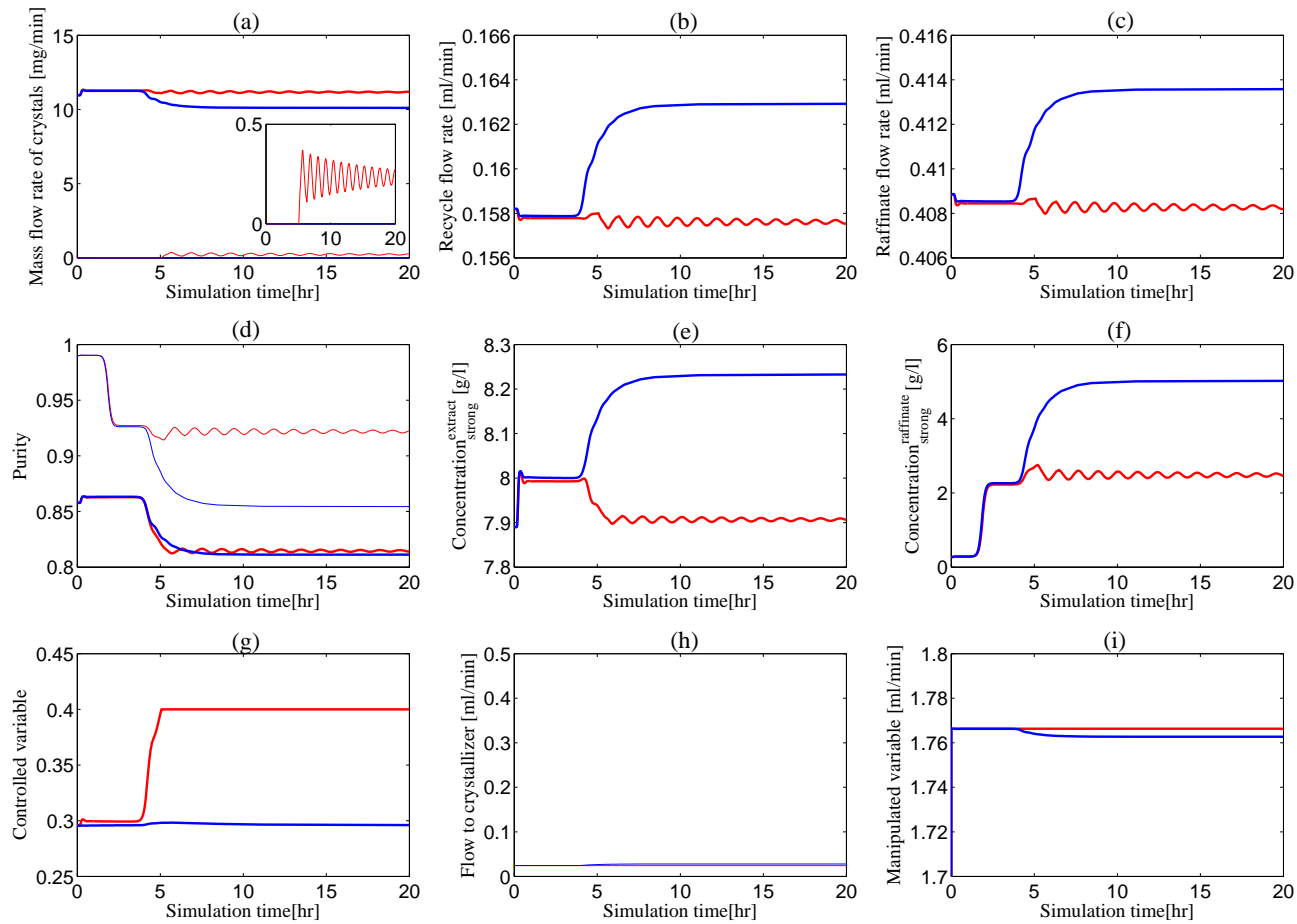 (a)
Mass flow rate of crystals [mg/min]
15
10
5
0
0.5
0
0 10 20
0 5 10 15 20
Simulation time[hr]
(b)
Recycle flow rate [ml/min]
0.166
0.164
0.162
0.16
0.158
0.156
0 5 10 15 20
Simulation time[hr]
(c)
Raffinate flow rate [ml/min]
0.416
0.414
0.412
0.41
0.408
0.406
0 5 10 15 20
Simulation time[hr]
(d)
Purity
1
0.95
0.9
0.85
0.8
0 5 10 15 20
Simulation time[hr]
(e)
Concentration extract strong [g/l]
8.3
8.2
8.1
8
7.9
7.8
0 5 10 15 20
Simulation time[hr]
(f)
Concentration raffinate strong [g/l]
6
4
2
0
0 5 10 15 20
Simulation time[hr]
(g)
Controlled variable
0.45
0.4
0.35
0.3
0.25
0 5 10 15 20
Simulation time[hr]
(h)
Flow to crystallizer [ml/min]
0.5
0.4
0.3
0.2
0.1
0
0 5 10 15 20
Simulation time[hr]
(i)
Manipulated variable [ml/min]
1.8
1.78
1.76
1.74
1.72
1.7
0 5 10 15 20
Simulation time[hr]